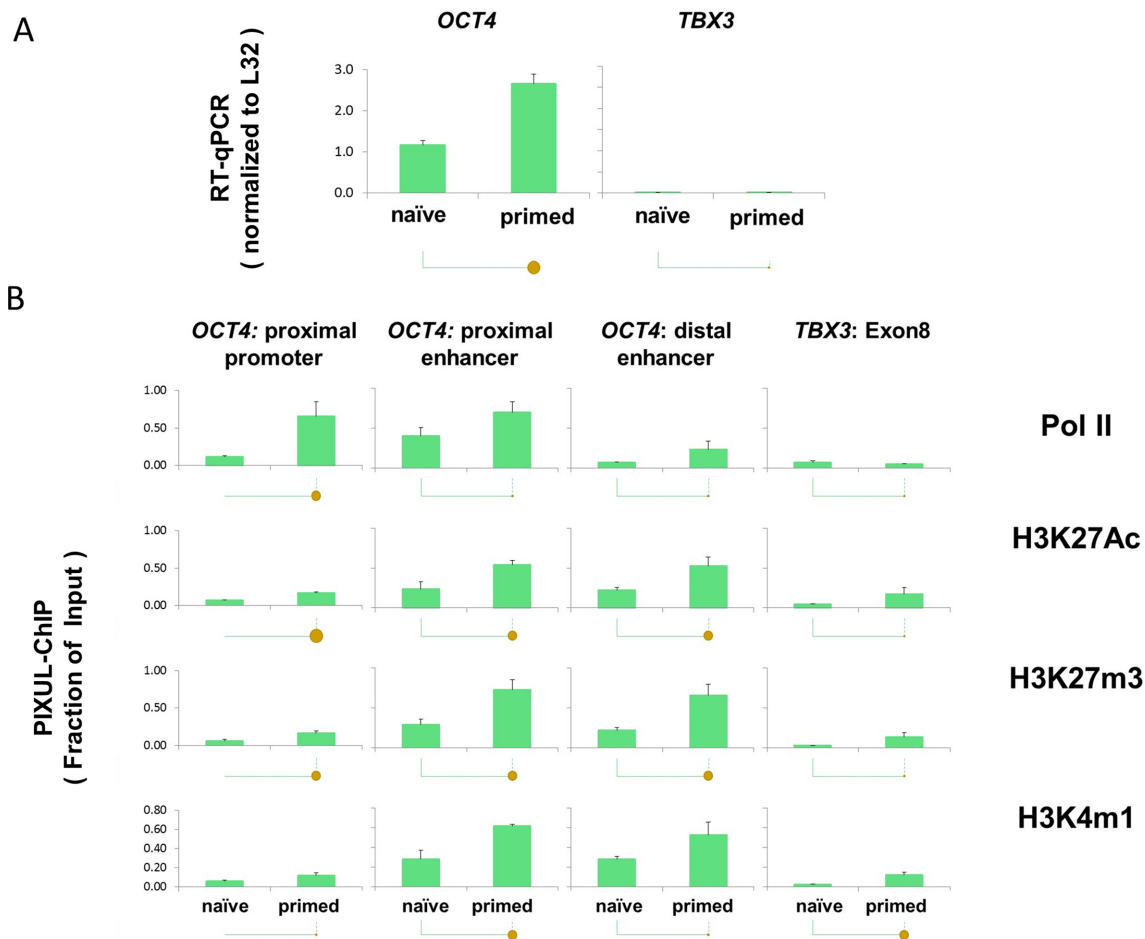 A
OCT4
TBX3
RT-qPCR
( normalized to L32 )
3.0
2.0
1.0
0.0
naïve
primed
naïve
primed
B
OCT4: proximal promoter
OCT4: proximal enhancer
OCT4: distal enhancer
TBX3: Exon8
PIXUL-ChIP
( Fraction of Input )
1.00
0.50
0.00
Pol II
1.00
0.50
0.00
H3K27Ac
1.00
0.50
0.00
H3K27m3
0.80
0.60
0.40
0.20
0.00
H3K4m1
naïve
primed
naïve
primed
naïve
primed
naïve
primed